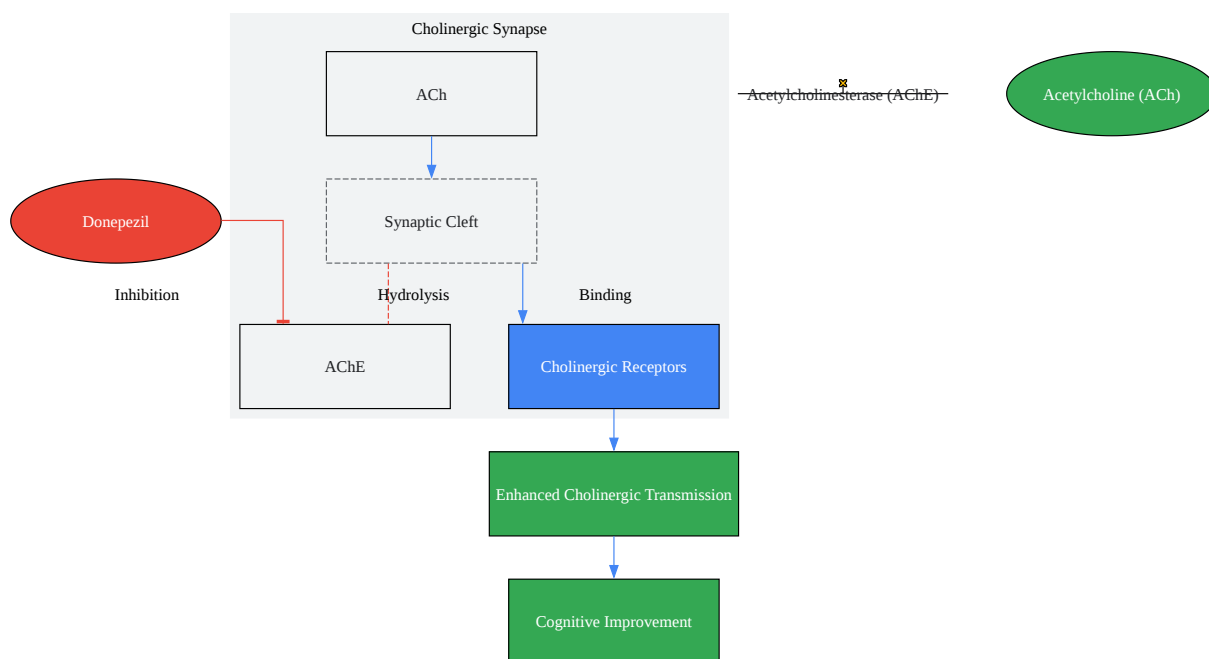 Cholinergic Synapse
ACh
Acetylcholinesterase (AChE)
Acetylcholine (ACh)
Donepezil
Synaptic Cleft
Inhibition
Hydrolysis
Binding
AChE
Cholinergic Receptors
Enhanced Cholinergic Transmission
Cognitive Improvement